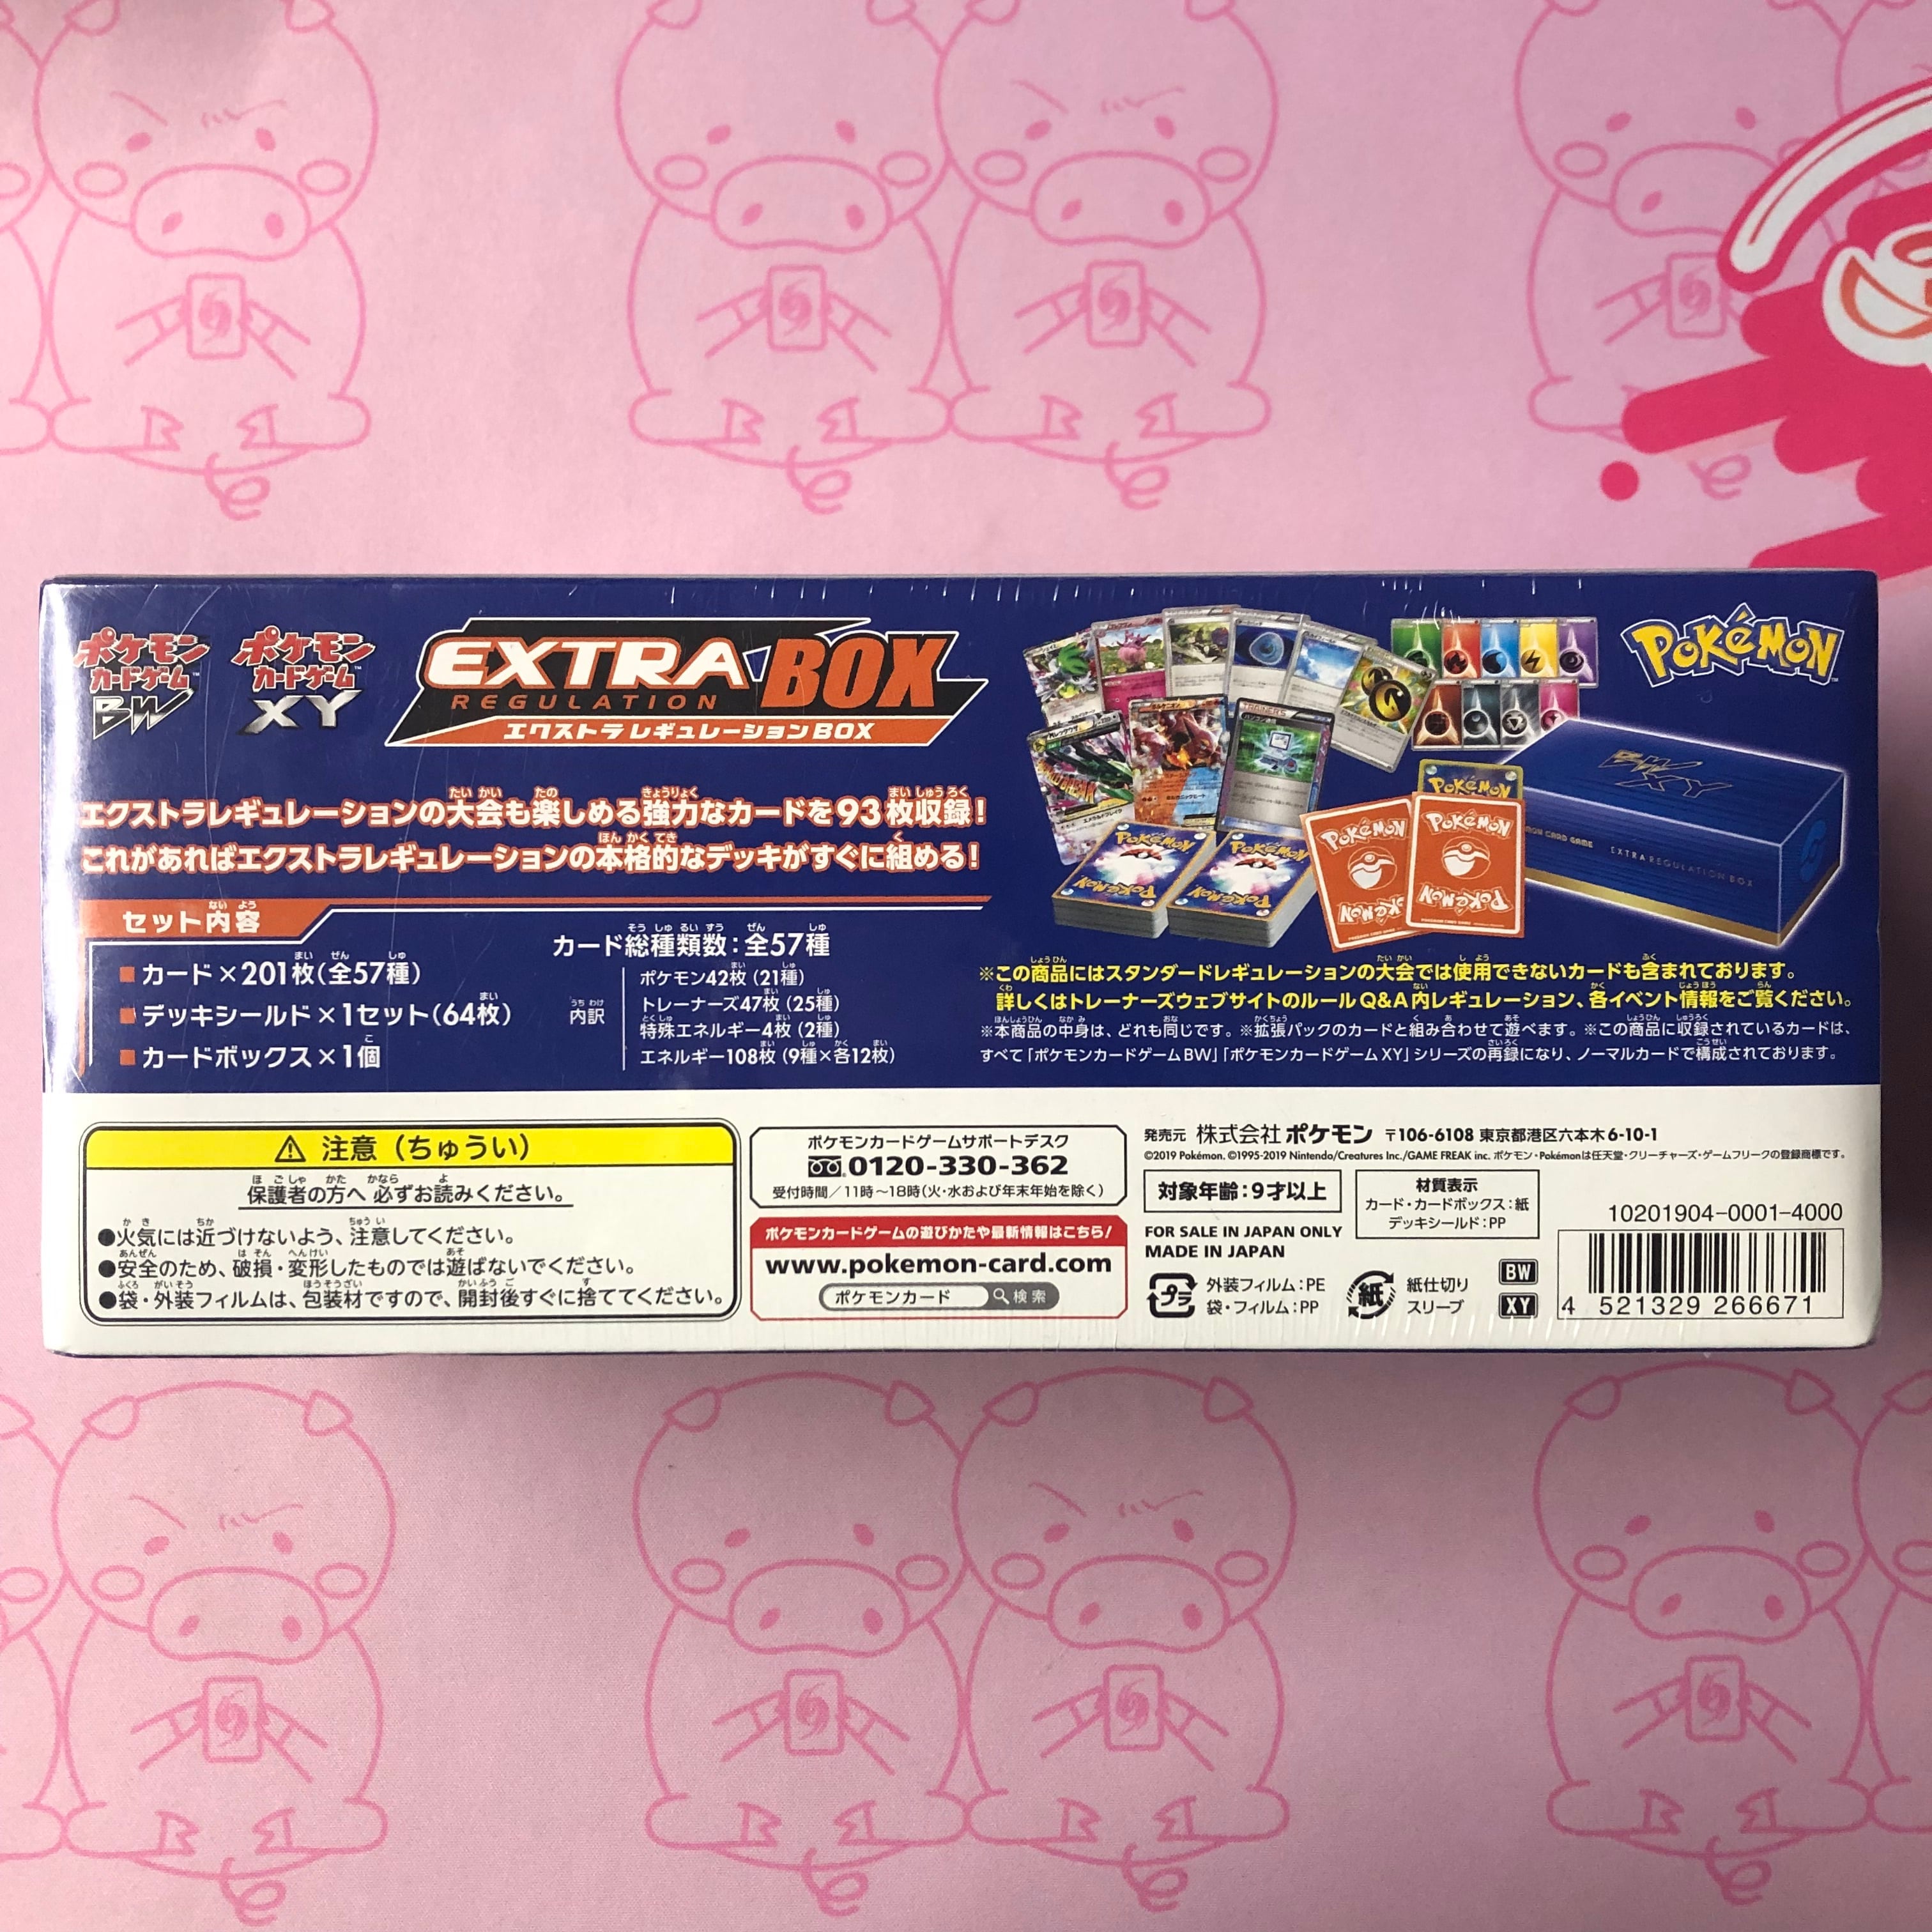 ポケモン
カードゲーム™
BW
ポケモン
カードゲーム™
XY
EXTRA BOX
REGULATION
エクストラレギュレーションBOX
POKéMON
エクストラレギュレーションの大会も楽しめる強力なカードを93枚収録!
これがあればエクストラレギュレーションの本格的なデッキがすぐに組める!
セット内容
■カード×201枚(全57種)
■デッキシールド×1セット(64枚)
■カードボックス×1個
カード総種類数:全57種
内訳
ポケモン42枚(21種)
トレーナーズ47枚(25種)
特殊エネルギー4枚(2種)
エネルギー108枚(9種×各12枚)
BW
XY
EXTRA REGULATION BOX
※この商品にはスタンダードレギュレーションの大会では使用できないカードも含まれております。
詳しくはトレーナーズウェブサイトのルールQ&A内レギュレーション、各イベント情報をご覧ください。
※本商品の中身は、どれも同じです。※拡張パックのカードと組み合わせて遊べます。※この商品に収録されているカードは、
すべて「ポケモンカードゲームBW」「ポケモンカードゲームXY」シリーズの再録になり、ノーマルカードで構成されております。
⚠ 注意(ちゅうい)
保護者の方へ 必ずお読みください。
●火気には近づけないよう、注意してください。
●安全のため、破損・変形したものでは遊ばないでください。
●袋・外装フィルムは、包装材ですので、開封後すぐに捨ててください。
ポケモンカードゲームサポートデスク
0120-330-362
受付時間/11時~18時(火・水および年末年始を除く)
ポケモンカードゲームの遊びかたや最新情報はこちら!
www.pokemon-card.com
ポケモンカード 検索
発売元 株式会社ポケモン 〒106-6108 東京都港区六本木6-10-1
©2019 Pokémon. ©1995-2019 Nintendo/Creatures Inc./GAME FREAK inc. ポケモン・Pokémonは任天堂・クリーチャーズ・ゲームフリークの登録商標です。
対象年齢:9才以上
材質表示
カード・カードボックス:紙
デッキシールド:PP
FOR SALE IN JAPAN ONLY
MADE IN JAPAN
プラ
外装フィルム:PE
袋・フィルム:PP
紙
紙仕切り
スリーブ
BW
XY
10201904-0001-4000
4 521329 266671